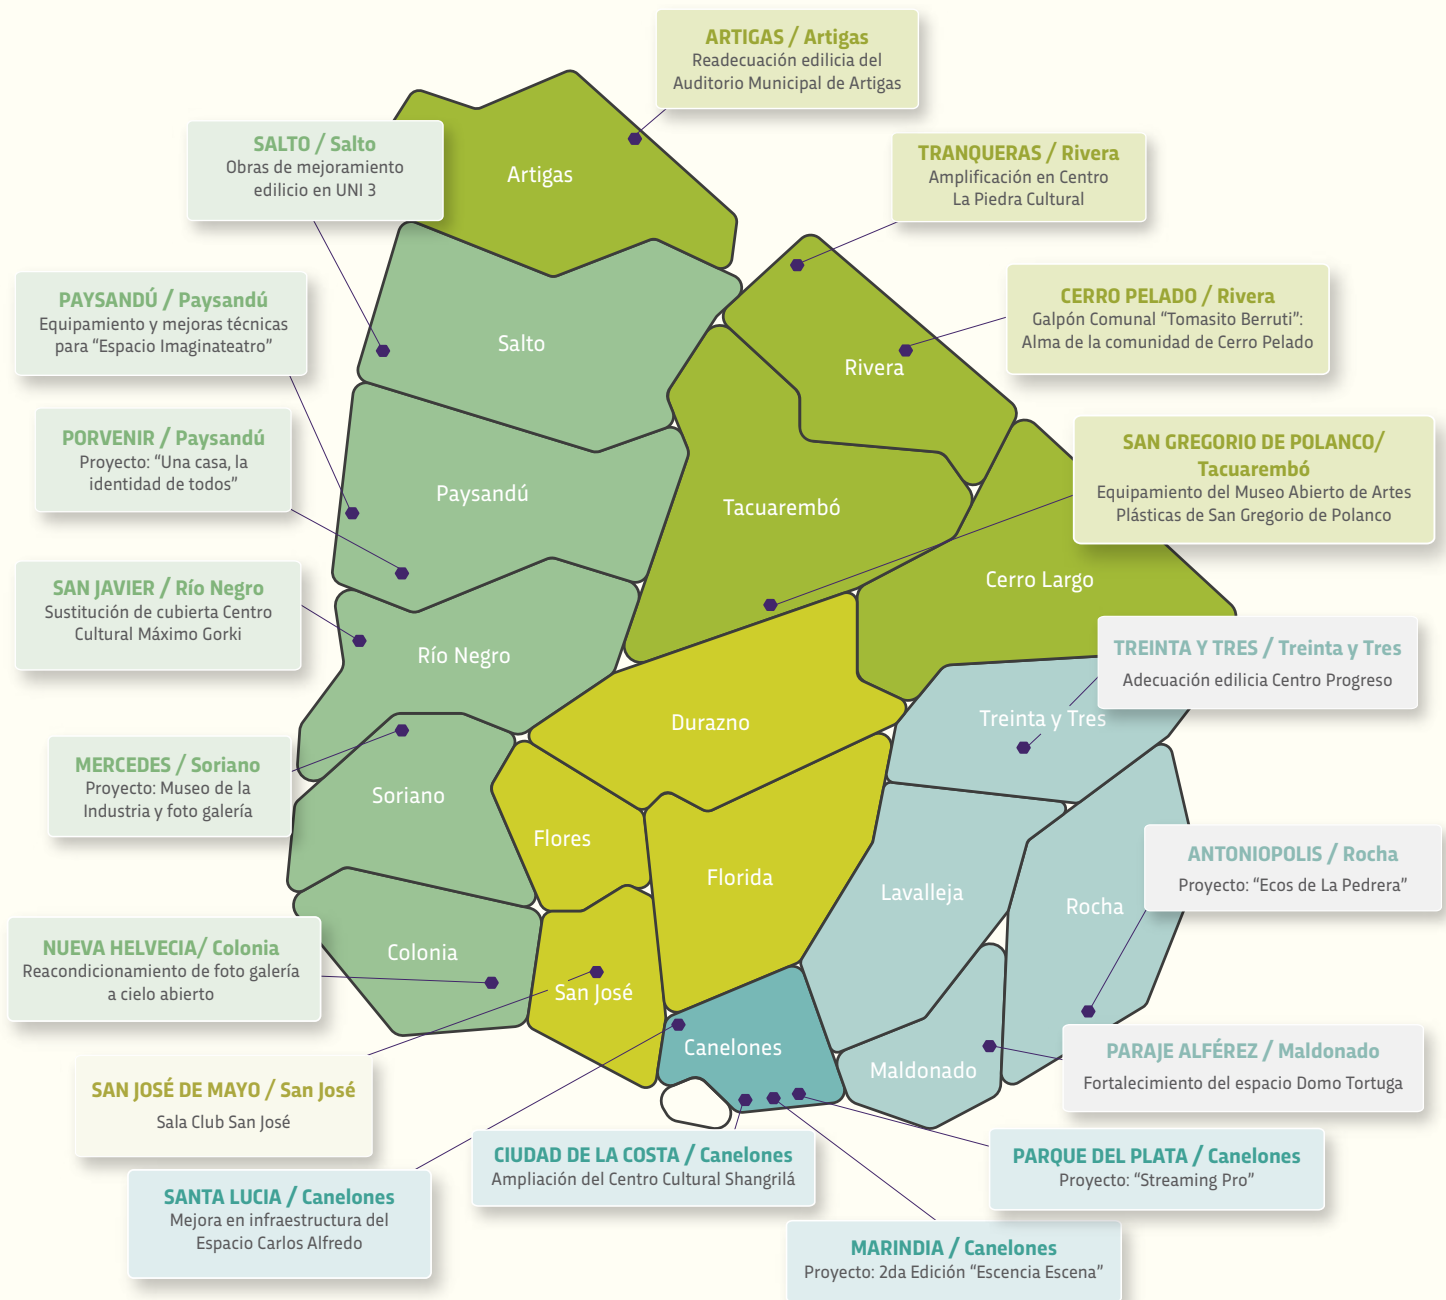 ARTIGAS / Artigas
Readecuación edilicia del
Auditorio Municipal de Artigas
SALTO / Salto
Obras de mejoramiento
edilicio en UNI 3
TRANQUERAS / Rivera
Amplificación en Centro
La Piedra Cultural
PAYSANDÚ / Paysandú
Equipamiento y mejoras técnicas
para “Espacio Imaginateatro”
CERRO PELADO / Rivera
Galpón Comunal “Tomasito Berruti”:
Alma de la comunidad de Cerro Pelado
PORVENIR / Paysandú
Proyecto: “Una casa, la
identidad de todos”
SAN GREGORIO DE POLANCO/
Tacuarembó
Equipamiento del Museo Abierto de Artes
Plásticas de San Gregorio de Polanco
SAN JAVIER / Río Negro
Sustitución de cubierta Centro
Cultural Máximo Gorki
TREINTA Y TRES / Treinta y Tres
Adecuación edilicia Centro Progreso
MERCEDES / Soriano
Proyecto: Museo de la
Industria y foto galería
ANTONIOPOLIS / Rocha
Proyecto: “Ecos de La Pedrera”
NUEVA HELVECIA/ Colonia
Reacondicionamiento de foto galería
a cielo abierto
PARAJE ALFÉREZ / Maldonado
Fortalecimiento del espacio Domo Tortuga
SAN JOSÉ DE MAYO / San José
Sala Club San José
CIUDAD DE LA COSTA / Canelones
Ampliación del Centro Cultural Shangrilá
PARQUE DEL PLATA / Canelones
Proyecto: “Streaming Pro”
SANTA LUCIA / Canelones
Mejora en infraestructura del
Espacio Carlos Alfredo
MARINDIA / Canelones
Proyecto: 2da Edición “Escencia Escena”
Artigas
Salto
Rivera
Paysandú
Tacuarembó
Cerro Largo
Río Negro
Durazno
Treinta y Tres
Soriano
Flores
Florida
Lavalleja
Rocha
Colonia
San José
Canelones
Maldonado